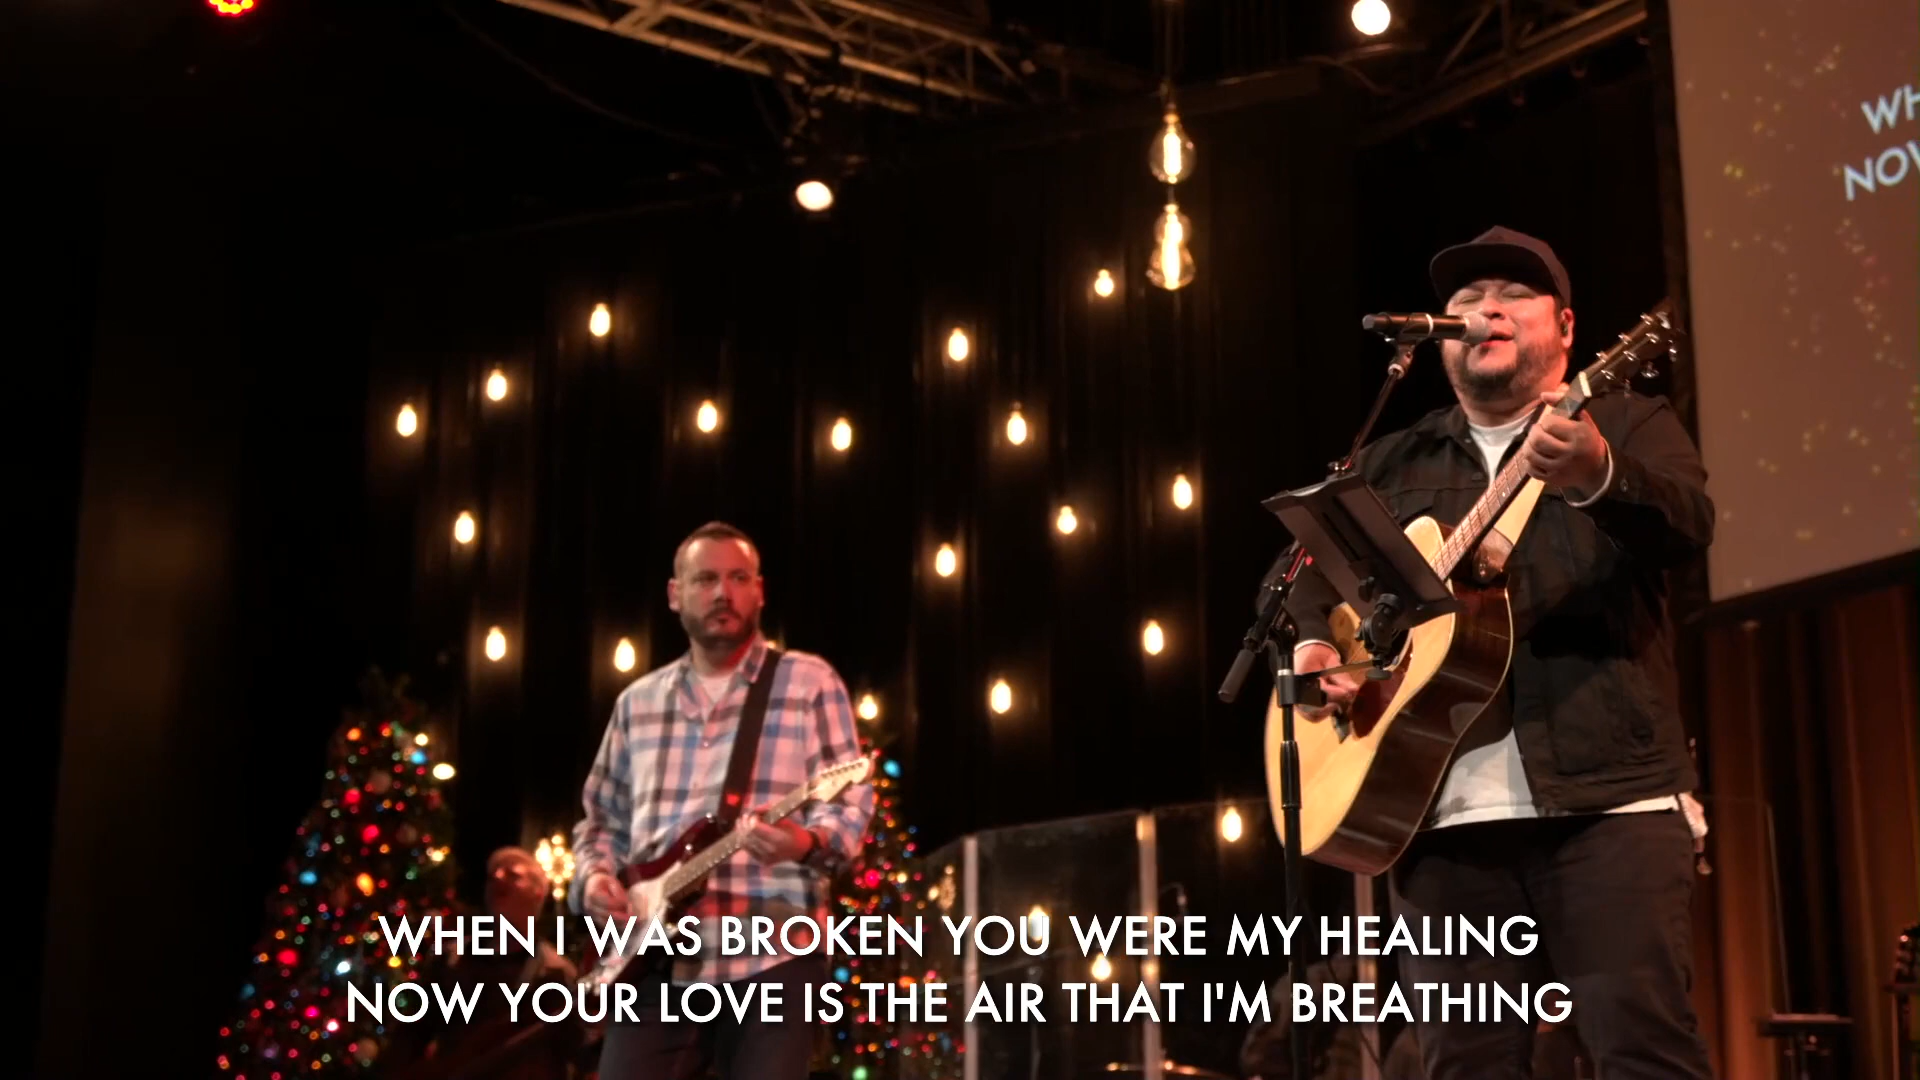 WHEN I WAS BROKEN YOU WERE MY HEALING
NOW YOUR LOVE IS THE AIR THAT I'M BREATHING